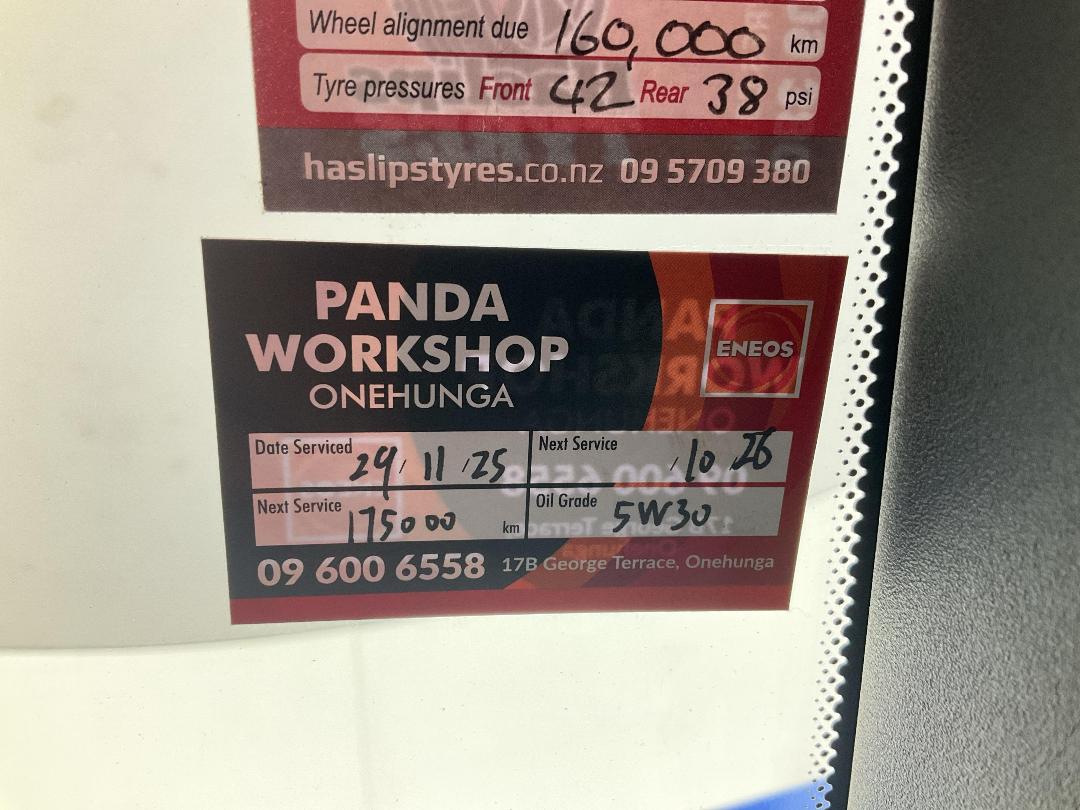 Wheel alignment due 160,000 km
Tyre pressures Front 42 Rear 38 psi
haslipstyres.co.nz 09 5709 380
PANDA
WORKSHOP
ONEHUNGA
ENEOS
Date Serviced 29/11/25
Next Service /10 26
Next Service 175000 km
Oil Grade 5W30
09 600 6558 17B George Terrace, Onehunga